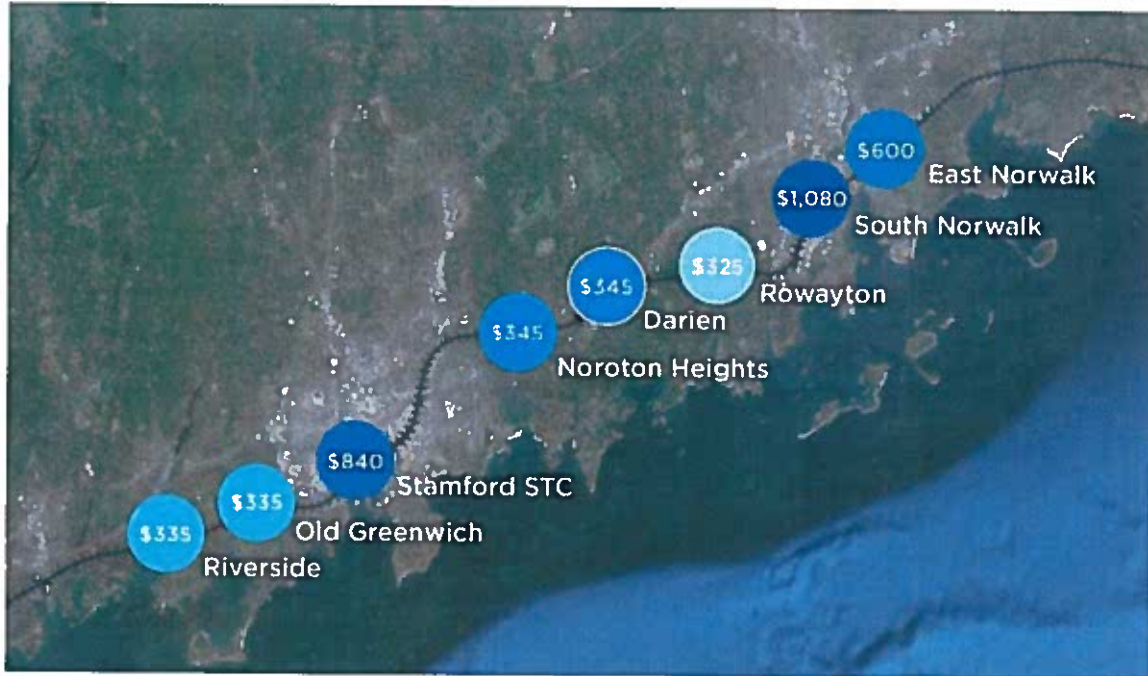 $600
East Norwalk
$1,080
South Norwalk
$325
Rowayton
$345
Darien
$345
Noroton Heights
$840
Stamford STC
$335
Old Greenwich
$335
Riverside